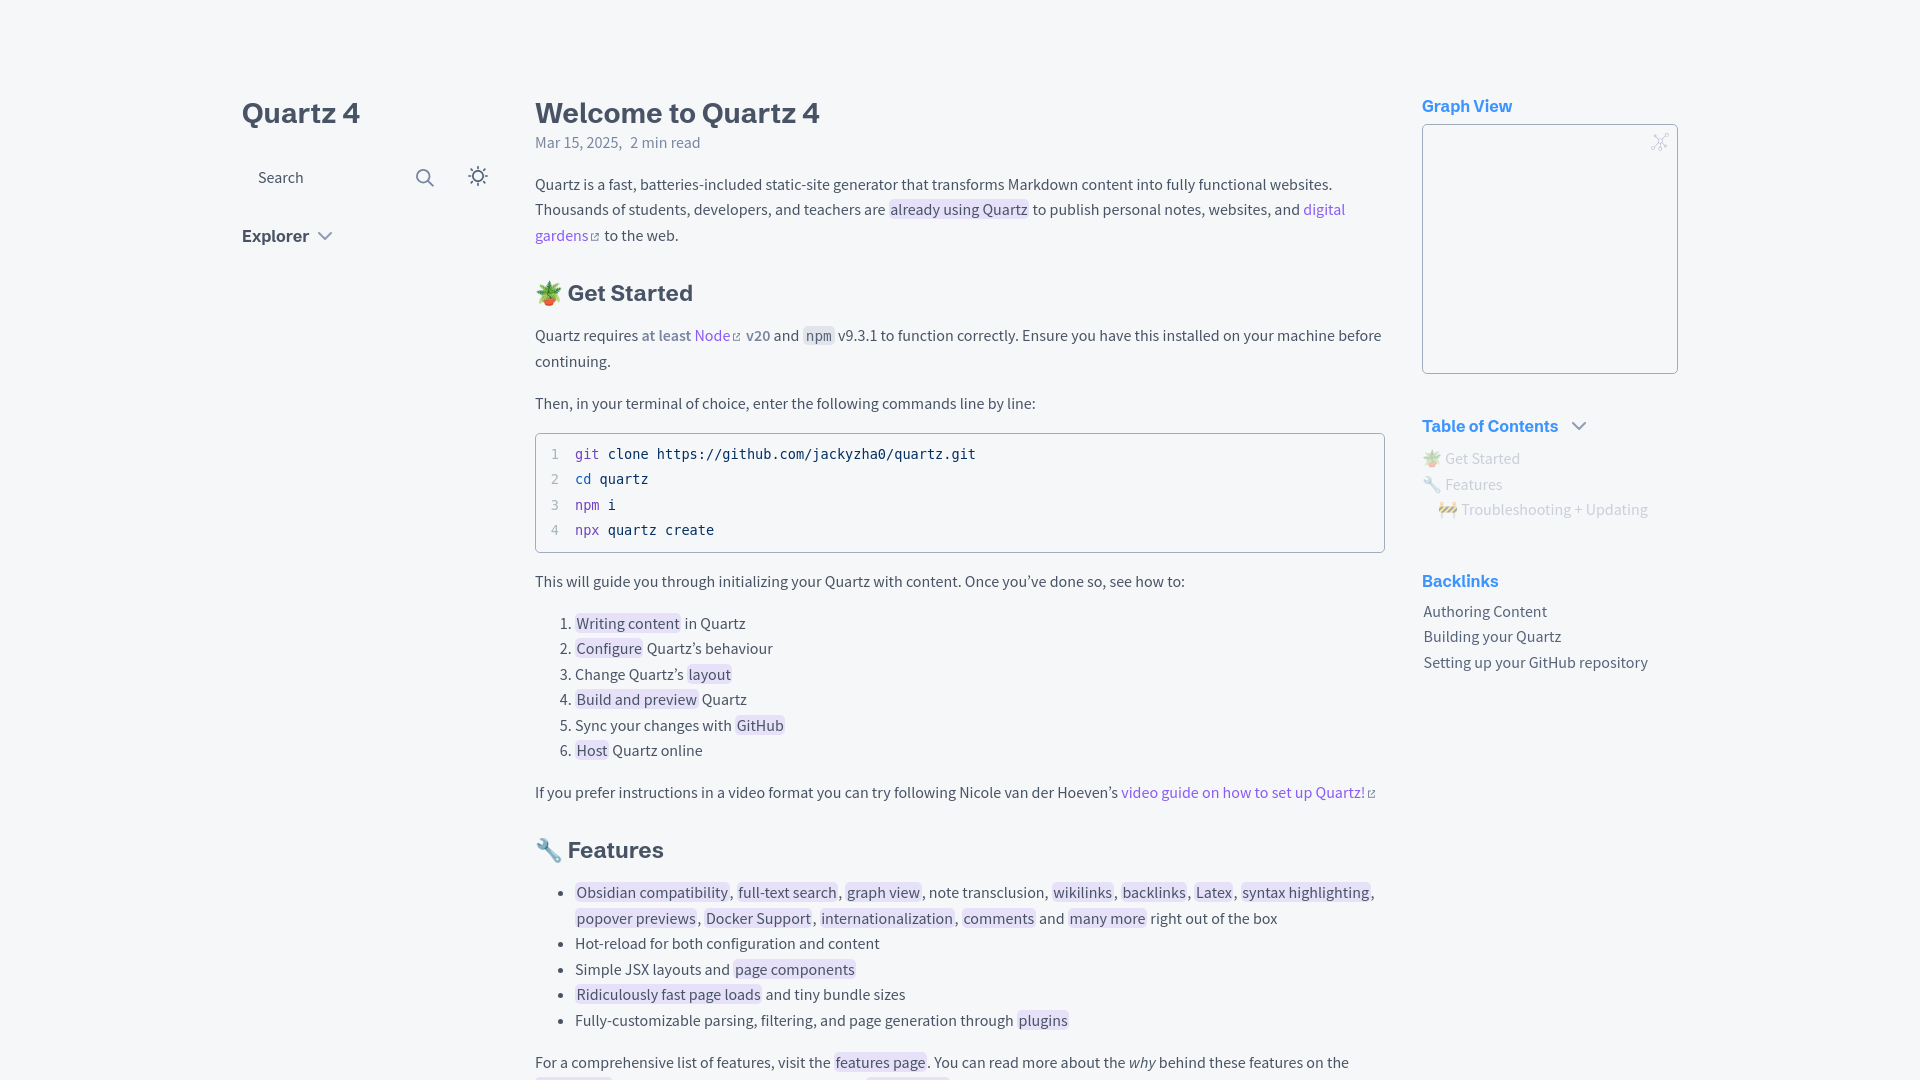 Quartz 4
Search
Explorer
Welcome to Quartz 4
Mar 15, 2025, 2 min read
Quartz is a fast, batteries-included static-site generator that transforms Markdown content into fully functional websites.
Thousands of students, developers, and teachers are already using Quartz to publish personal notes, websites, and digital
gardens to the web.
🪴 Get Started
Quartz requires at least Node v20 and npm v9.3.1 to function correctly. Ensure you have this installed on your machine before
continuing.
Then, in your terminal of choice, enter the following commands line by line:
1 git clone https://github.com/jackyzha0/quartz.git
2 cd quartz
3 npm i
4 npx quartz create
This will guide you through initializing your Quartz with content. Once you’ve done so, see how to:
1. Writing content in Quartz
2. Configure Quartz’s behaviour
3. Change Quartz’s layout
4. Build and preview Quartz
5. Sync your changes with GitHub
6. Host Quartz online
If you prefer instructions in a video format you can try following Nicole van der Hoeven’s video guide on how to set up Quartz!
🔧 Features
• Obsidian compatibility, full-text search, graph view, note transclusion, wikilinks, backlinks, Latex, syntax highlighting,
popover previews, Docker Support, internationalization, comments and many more right out of the box
• Hot-reload for both configuration and content
• Simple JSX layouts and page components
• Ridiculously fast page loads and tiny bundle sizes
• Fully-customizable parsing, filtering, and page generation through plugins
For a comprehensive list of features, visit the features page. You can read more about the why behind these features on the
Graph View
Table of Contents
🪴 Get Started
🔧 Features
🚧 Troubleshooting + Updating
Backlinks
Authoring Content
Building your Quartz
Setting up your GitHub repository